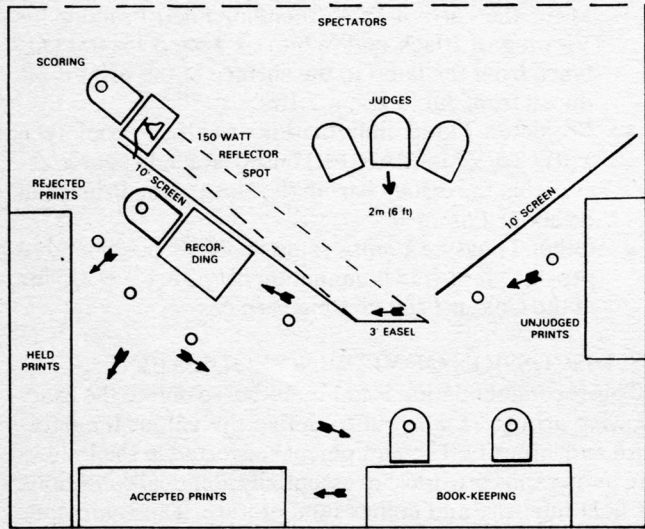 SPECTATORS
SCORING
JUDGES
150 WATT
REFLECTOR
SPOT
10' SCREEN
REJECTED
PRINTS
2m (6 ft)
10' SCREEN
RECOR-
DING
3' EASEL
UNJUDGED
PRINTS
HELD
PRINTS
ACCEPTED PRINTS
BOOK-KEEPING